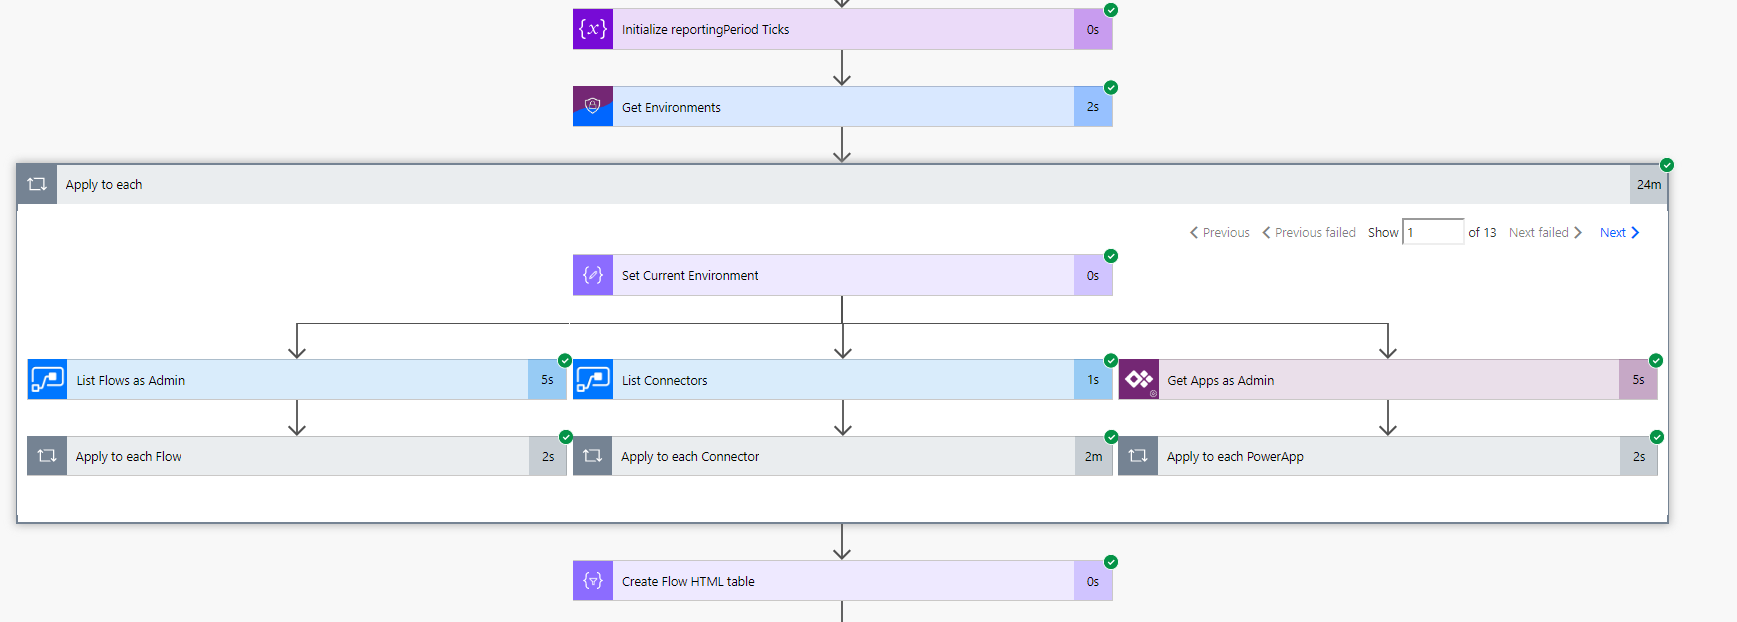 {x} Initialize reportingPeriod Ticks 0s
Get Environments 2s
Apply to each 24m
Previous Previous failed Show 1 of 13 Next failed Next
Set Current Environment 0s
List Flows as Admin 5s
List Connectors 1s
Get Apps as Admin 5s
Apply to each Flow 2s
Apply to each Connector 2m
Apply to each PowerApp 2s
Create Flow HTML table 0s